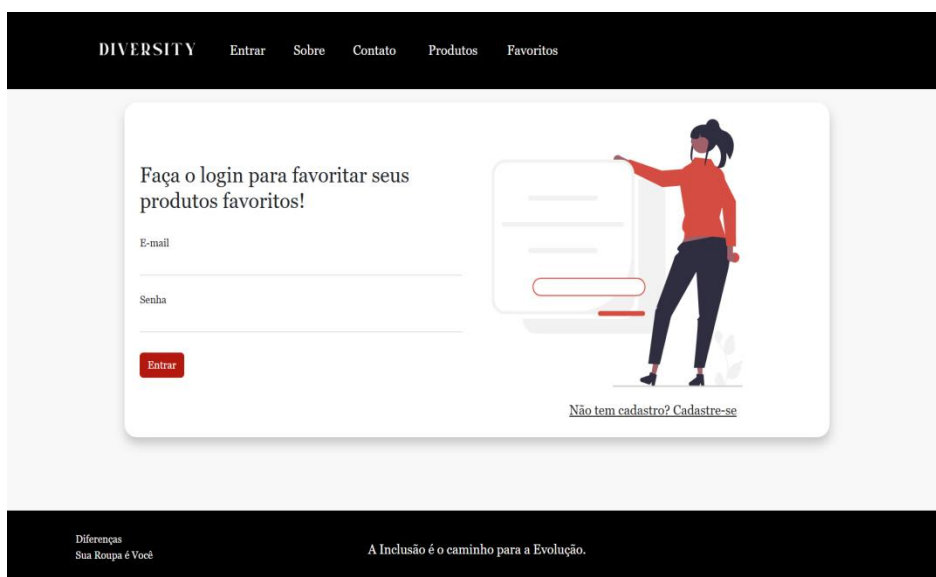 DIVERSITY Entrar Sobre Contato Produtos Favoritos
Faça o login para favoritar seus
produtos favoritos!
E-mail
Senha
Entrar
Não tem cadastro? Cadastre-se
Diferenças
Sua Roupa é Você
A Inclusão é o caminho para a Evolução.